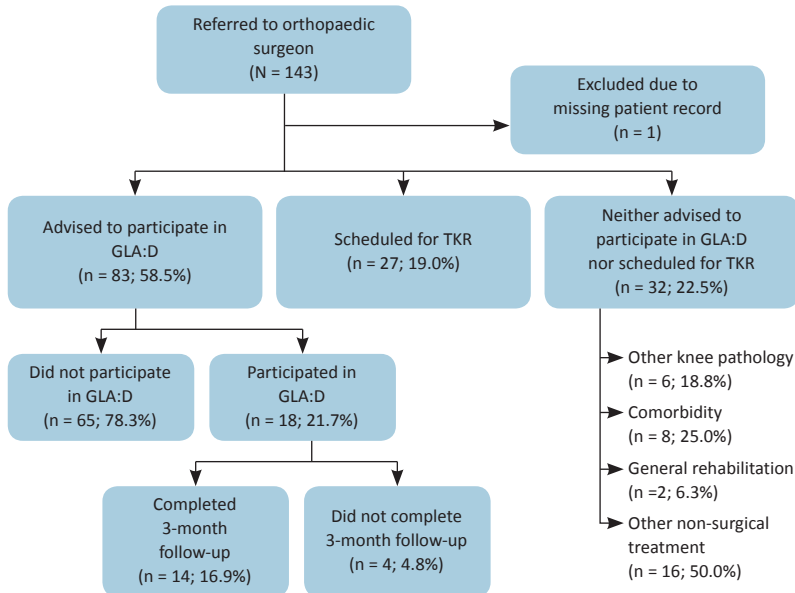 Referred to orthopaedic
surgeon
(N = 143)
Excluded due to
missing patient record
(n = 1)
Advised to participate in
GLA:D
(n = 83; 58.5%)
Scheduled for TKR
(n = 27; 19.0%)
Neither advised to
participate in GLA:D
nor scheduled for TKR
(n = 32; 22.5%)
Did not participate
in GLA:D
(n = 65; 78.3%)
Participated in
GLA:D
(n = 18; 21.7%)
Other knee pathology
(n = 6; 18.8%)
Comorbidity
(n = 8; 25.0%)
General rehabilitation
(n =2; 6.3%)
Other non-surgical
treatment
(n = 16; 50.0%)
Completed
3-month
follow-up
(n = 14; 16.9%)
Did not complete
3-month follow-up
(n = 4; 4.8%)